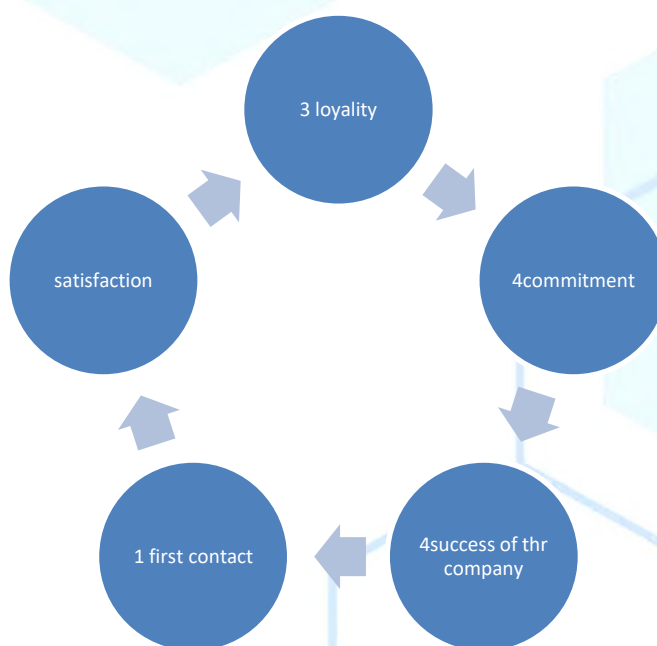 3 loyality
satisfaction
4commitment
1 first contact
4success of thr
company